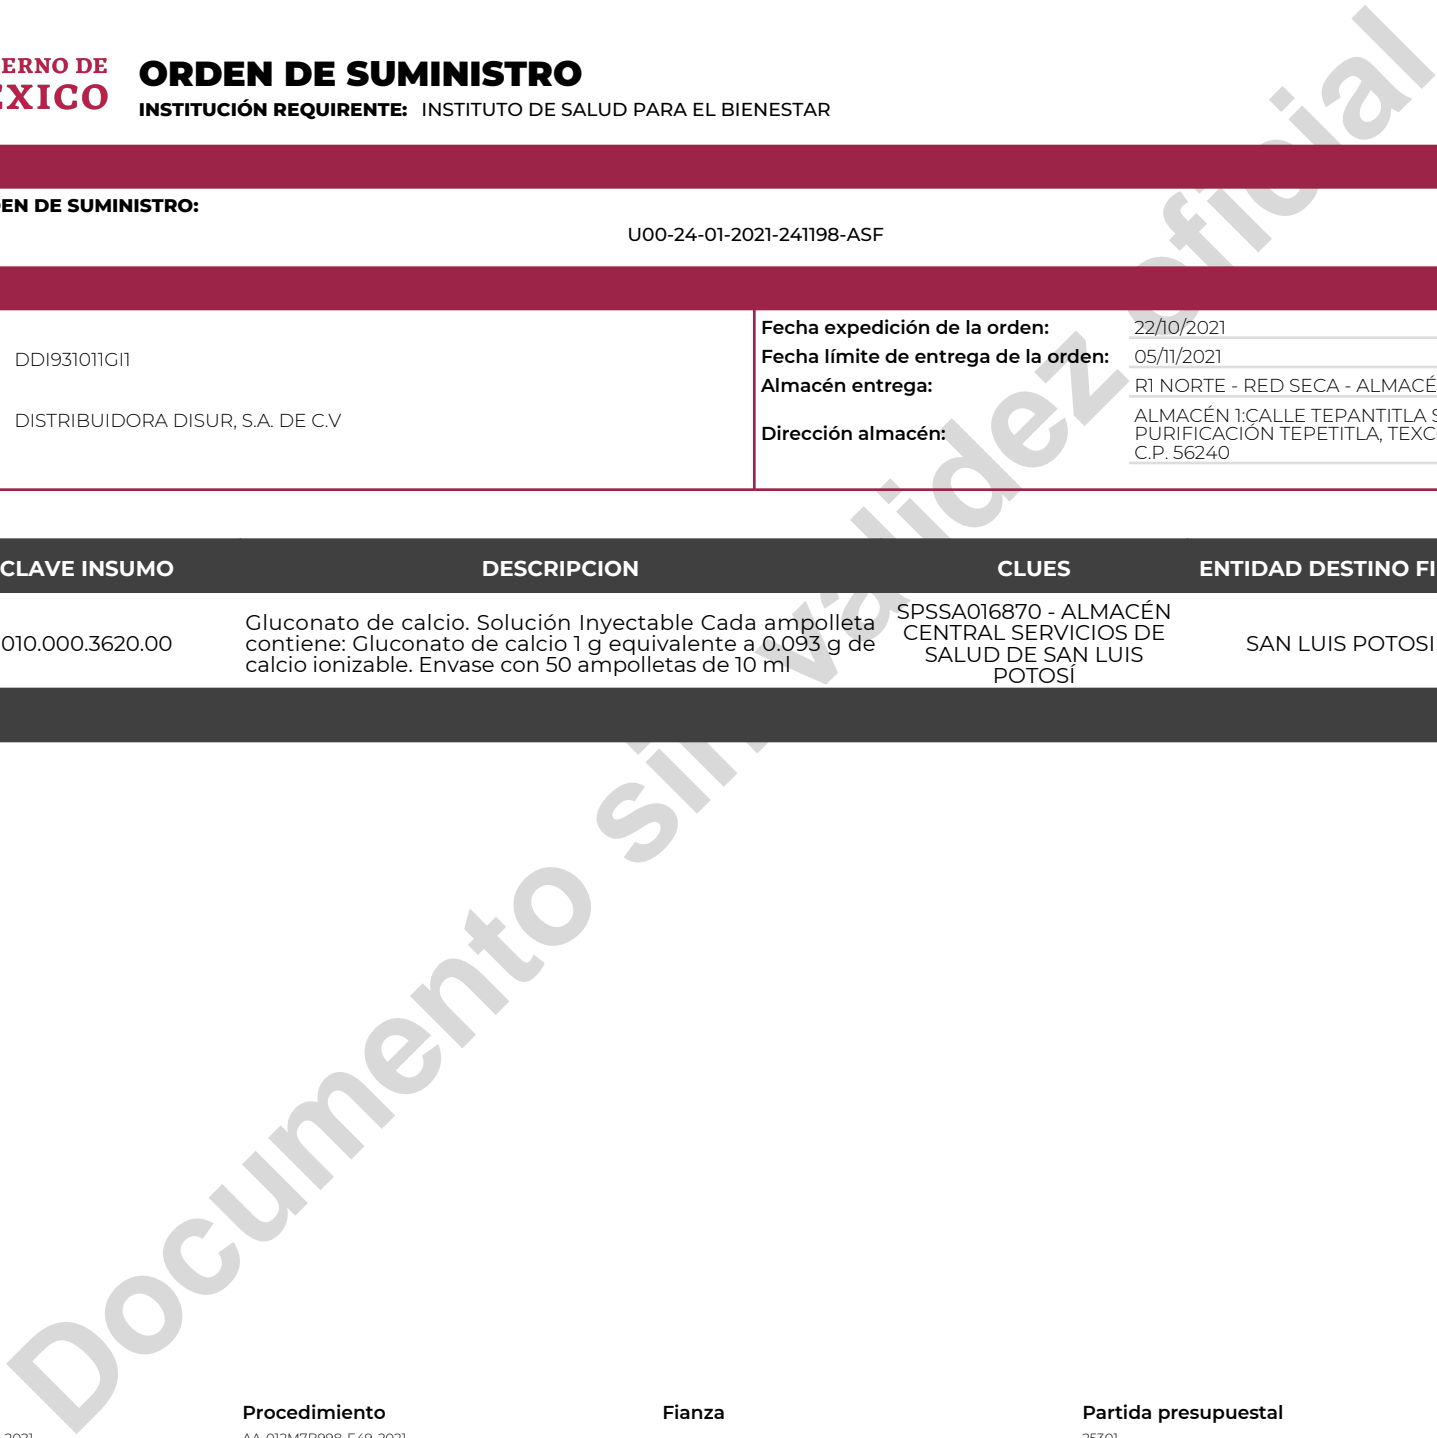 ORDEN DE SUMINISTRO
INSTITUCIÓN REQUIRENTE: INSTITUTO DE SALUD PARA EL BIENESTAR
ERNO DE
EXICO
EN DE SUMINISTRO:
U00-24-01-2021-241198-ASF
DDI931011GI1
DISTRIBUIDORA DISUR, S.A. DE C.V
Fecha expedición de la orden: 22/10/2021
Fecha límite de entrega de la orden: 05/11/2021
Almacén entrega: R1 NORTE - RED SECA - ALMACÉ
Dirección almacén:
ALMACÉN 1:CALLE TEPANTITLA S
PURIFICACIÓN TEPETITLA, TEXC
C.P. 56240
CLAVE INSUMO DESCRIPCION CLUES ENTIDAD DESTINO FI
010.000.3620.00
Gluconato de calcio. Solución Inyectable Cada ampolleta
contiene: Gluconato de calcio 1 g equivalente a 0.093 g de
calcio ionizable. Envase con 50 ampolletas de 10 ml
SPSSA016870 - ALMACÉN
CENTRAL SERVICIOS DE
SALUD DE SAN LUIS
POTOSÍ
SAN LUIS POTOSI
Documento sin validez oficial
Procedimiento Fianza Partida presupuestal